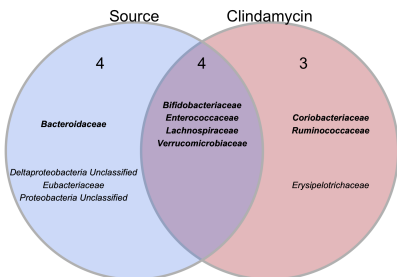 Source
Clindamycin
4
4
3
Bacteroidaceae
Bifidobacteriaceae
Enterococcaceae
Lachnospiraceae
Verrucomicrobiaceae
Coriobacteriaceae
Ruminococcaceae
Deltaproteobacteria Unclassified
Eubacteriaceae
Proteobacteria Unclassified
Erysipelotrichaceae